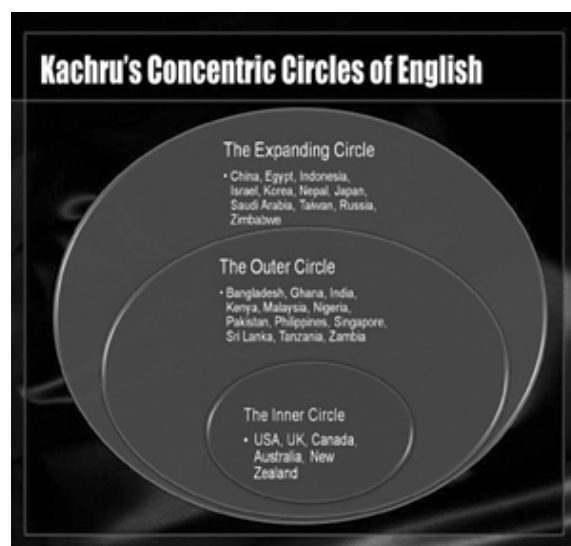 Kachru's Concentric Circles of English
The Expanding Circle
• China, Egypt, Indonesia,
Israel, Korea, Nepal, Japan,
Saudi Arabia, Taiwan, Russia,
Zimbabwe
The Outer Circle
• Bangladesh, Ghana, India,
Kenya, Malaysia, Nigeria,
Pakistan, Philippines, Singapore,
Sri Lanka, Tanzania, Zambia
The Inner Circle
• USA, UK, Canada,
Australia, New
Zealand